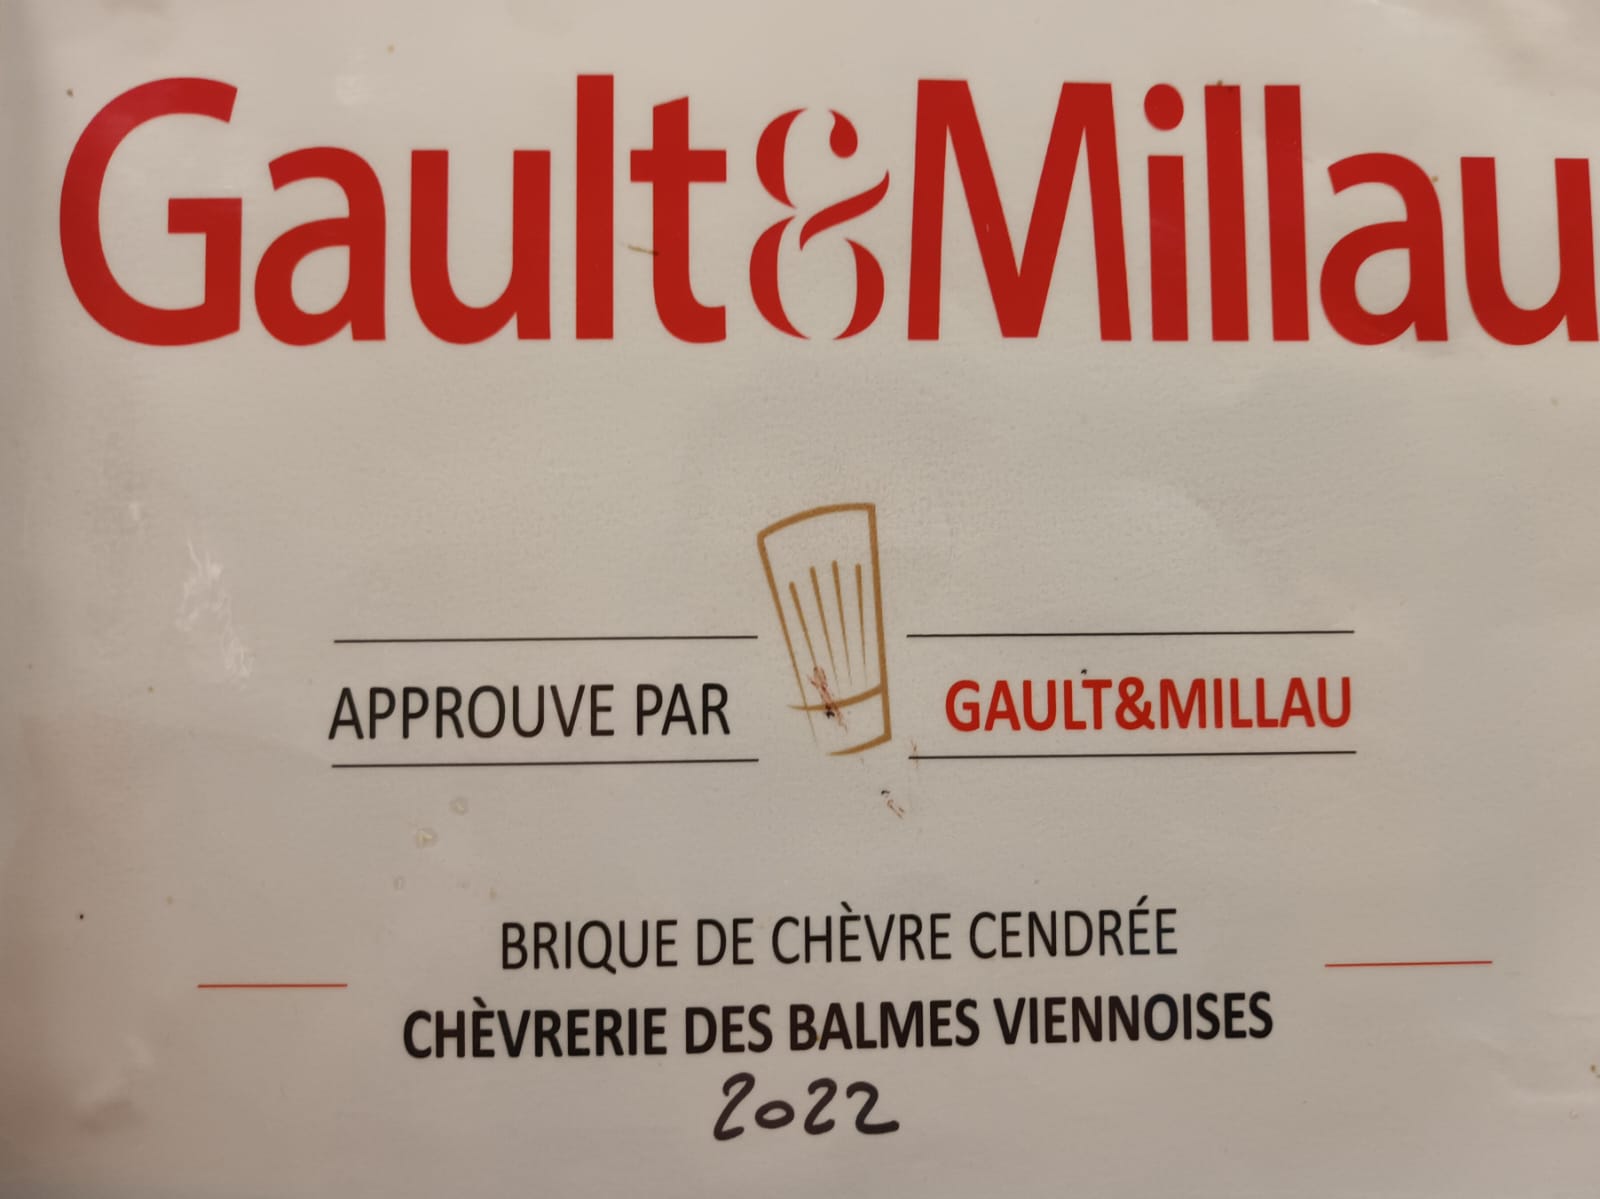 Gault&Millau
APPROUVE PAR GAULT&MILLAU
BRIQUE DE CHÈVRE CENDRÉE
CHÈVRERIE DES BALMES VIENNOISES
2022